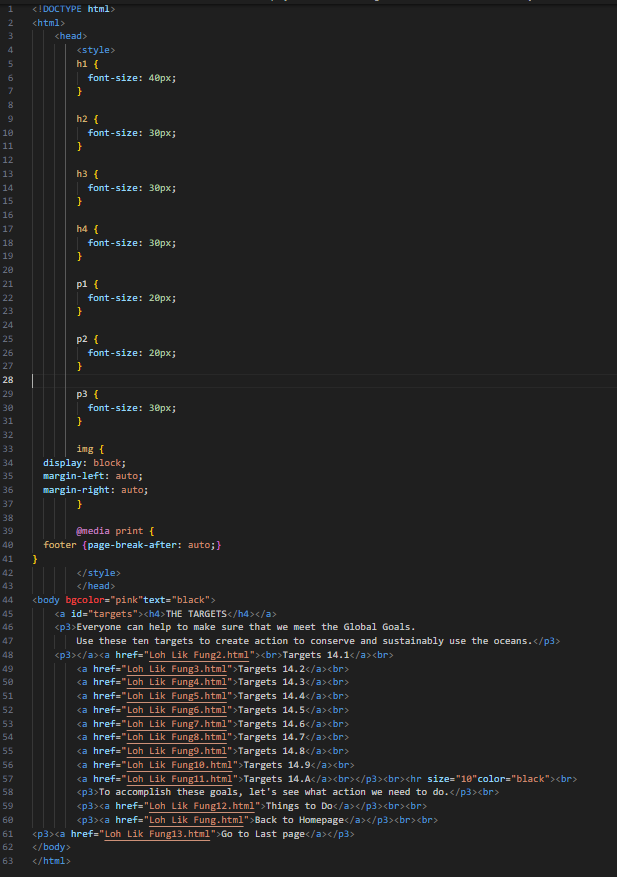 1 <!DOCTYPE html>
2 <html>
3 <head>
4 <style>
5 h1 {
6 font-size: 40px;
7 }
8
9 h2 {
10 font-size: 30px;
11 }
12
13 h3 {
14 font-size: 30px;
15 }
16
17 h4 {
18 font-size: 30px;
19 }
20
21 p1 {
22 font-size: 20px;
23 }
24
25 p2 {
26 font-size: 20px;
27 }
28
29 p3 {
30 font-size: 30px;
31 }
32
33 img {
34 display: block;
35 margin-left: auto;
36 margin-right: auto;
37 }
38
39 @media print {
40 footer {page-break-after: auto;}
41 }
42 </style>
43 </head>
44 <body bgcolor="pink"text="black">
45 <a id="targets"><h4>THE TARGETS</h4></a>
46 <p3>Everyone can help to make sure that we meet the Global Goals.
47 Use these ten targets to create action to conserve and sustainably use the oceans.</p3>
48 <p3></a><a href="Loh Lik Fung2.html"><br>Targets 14.1</a><br>
49 <a href="Loh Lik Fung3.html">Targets 14.2</a><br>
50 <a href="Loh Lik Fung4.html">Targets 14.3</a><br>
51 <a href="Loh Lik Fung5.html">Targets 14.4</a><br>
52 <a href="Loh Lik Fung6.html">Targets 14.5</a><br>
53 <a href="Loh Lik Fung7.html">Targets 14.6</a><br>
54 <a href="Loh Lik Fung8.html">Targets 14.7</a><br>
55 <a href="Loh Lik Fung9.html">Targets 14.8</a><br>
56 <a href="Loh Lik Fung10.html">Targets 14.9</a><br>
57 <a href="Loh Lik Fung11.html">Targets 14.A</a><br></p3><br><hr size="10"color="black"><br>
58 <p3>To accomplish these goals, let's see what action we need to do.</p3><br>
59 <p3><a href="Loh Lik Fung12.html">Things to Do</a></p3><br><br>
60 <p3><a href="Loh Lik Fung.html">Back to Homepage</a></p3><br><br>
61 <p3><a href="Loh Lik Fung13.html">Go to Last page</a></p3>
62 </body>
63 </html>